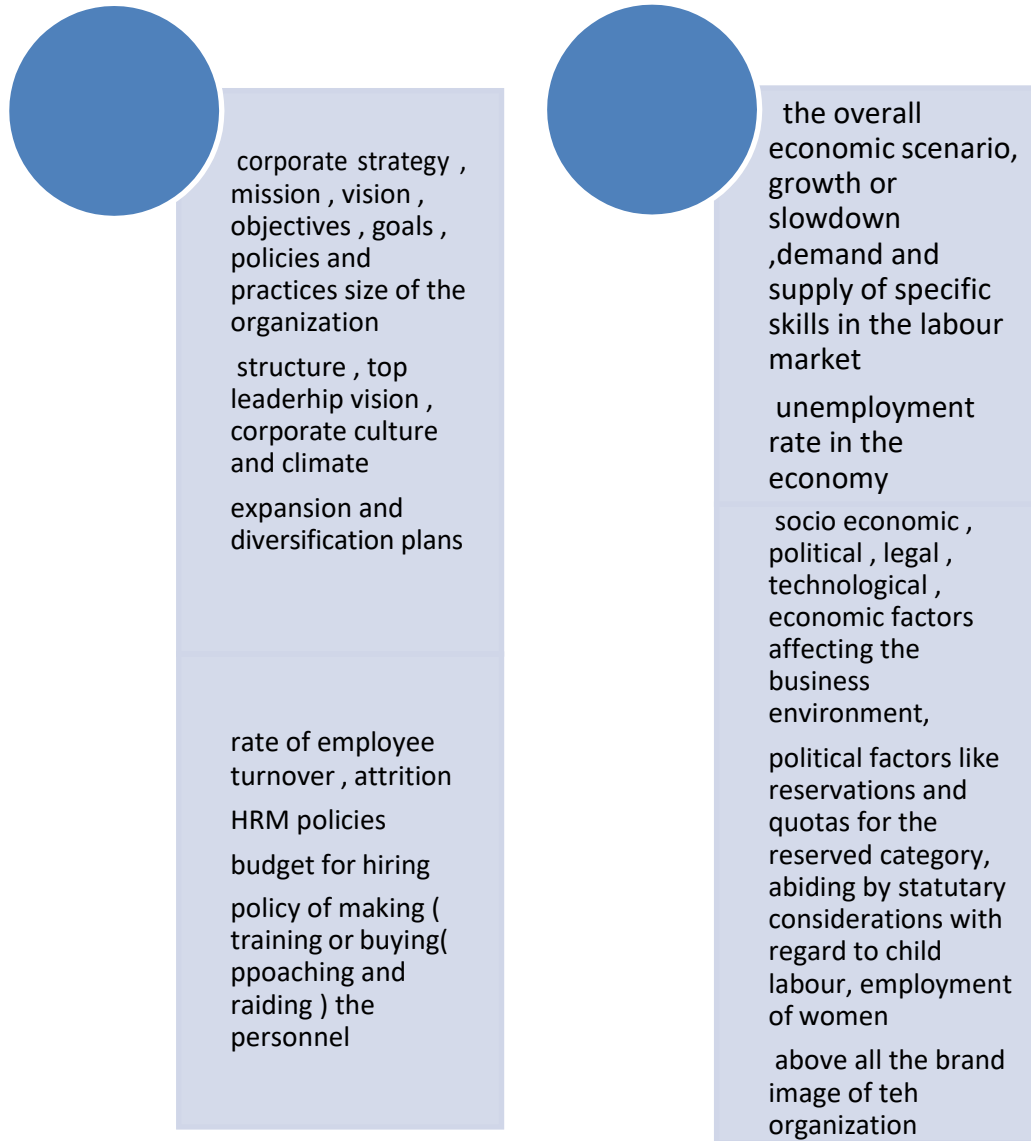 corporate strategy ,
mission , vision ,
objectives , goals ,
policies and
practices size of the
organization
structure , top
leaderhip vision ,
corporate culture
and climate
expansion and
diversification plans
rate of employee
turnover , attrition
HRM policies
budget for hiring
policy of making (
training or buying(
ppoaching and
raiding ) the
personnel
the overall
economic scenario,
growth or
slowdown
,demand and
supply of specific
skills in the labour
market
unemployment
rate in the
economy
socio economic ,
political , legal ,
technological ,
economic factors
affecting the
business
environment,
political factors like
reservations and
quotas for the
reserved category,
abiding by statutary
considerations with
regard to child
labour, employment
of women
above all the brand
image of teh
organization